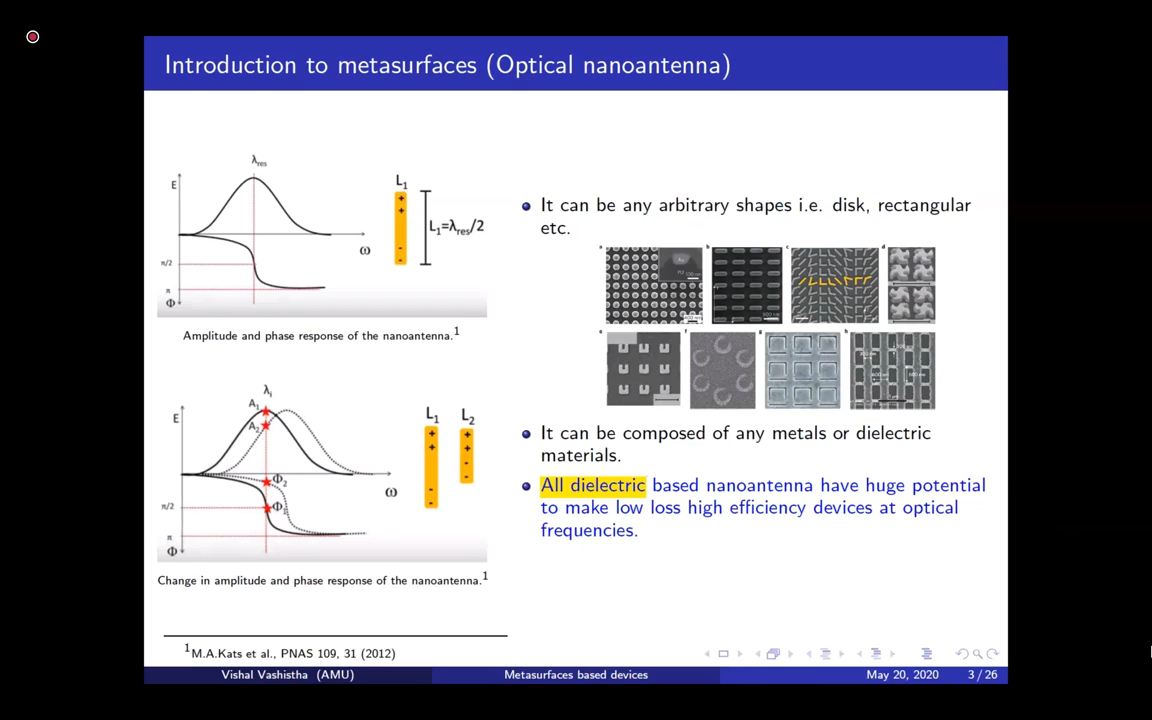 Introduction to metasurfaces (Optical nanoantenna)
λres
E
ω
π/2
π
Φ
L1
+
+
-
-
L1=λres/2
Amplitude and phase response of the nanoantenna.1
λi
E
A1
A2
Φ2
Φ1
ω
π/2
π
Φ
L1
L2
+ +
+ +
- -
- -
Change in amplitude and phase response of the nanoantenna.1
It can be any arbitrary shapes i.e. disk, rectangular
etc.
a b c d
Au
e f g h
It can be composed of any metals or dielectric
materials.
All dielectric based nanoantenna have huge potential
to make low loss high efficiency devices at optical
frequencies.
1M.A.Kats et al., PNAS 109, 31 (2012)
Vishal Vashistha (AMU) Metasurfaces based devices May 20, 2020 3 / 26